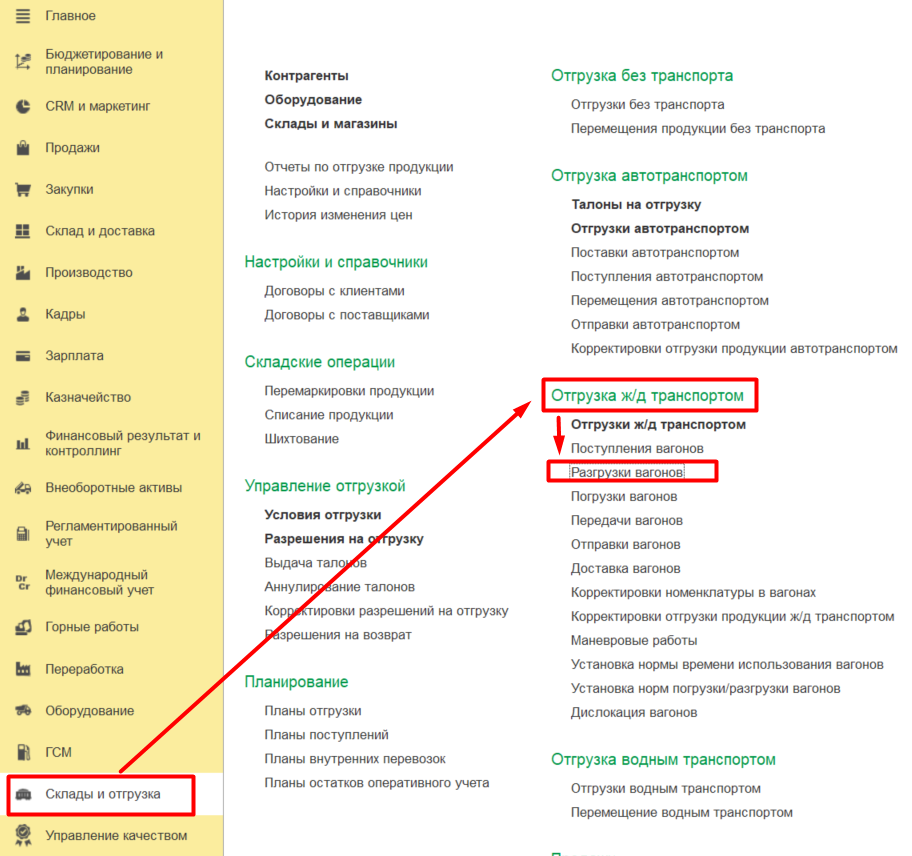 Главное
Бюджетирование и
планирование
CRM и маркетинг
Продажи
Закупки
Склад и доставка
Производство
Кадры
Зарплата
Казначейство
Финансовый результат и
контроллинг
Внеоборотные активы
Регламентированный
учет
Dr
Cr
Международный
финансовый учет
Горные работы
Переработка
Оборудование
ГСМ
Склады и отгрузка
Управление качеством
Контрагенты
Оборудование
Склады и магазины
Отчеты по отгрузке продукции
Настройки и справочники
История изменения цен
Настройки и справочники
Договоры с клиентами
Договоры с поставщиками
Складские операции
Перемаркировки продукции
Списание продукции
Шихтование
Управление отгрузкой
Условия отгрузки
Разрешения на отгрузку
Выдача талонов
Аннулирование талонов
Корректировки разрешений на отгрузку
Разрешения на возврат
Планирование
Планы отгрузки
Планы поступлений
Планы внутренних перевозок
Планы остатков оперативного учета
Отгрузка без транспорта
Отгрузки без транспорта
Перемещения продукции без транспорта
Отгрузка автотранспортом
Талоны на отгрузку
Отгрузки автотранспортом
Поставки автотранспортом
Поступления автотранспортом
Перемещения автотранспортом
Отправки автотранспортом
Корректировки отгрузки продукции автотранспортом
Отгрузка ж/д транспортом
Отгрузки ж/д транспортом
Поступления вагонов
Разгрузки вагонов
Погрузки вагонов
Передачи вагонов
Отправки вагонов
Доставка вагонов
Корректировки номенклатуры в вагонах
Корректировки отгрузки продукции ж/д транспортом
Маневровые работы
Установка нормы времени использования вагонов
Установка норм погрузки/разгрузки вагонов
Дислокация вагонов
Отгрузка водным транспортом
Отгрузки водным транспортом
Перемещение водным транспортом